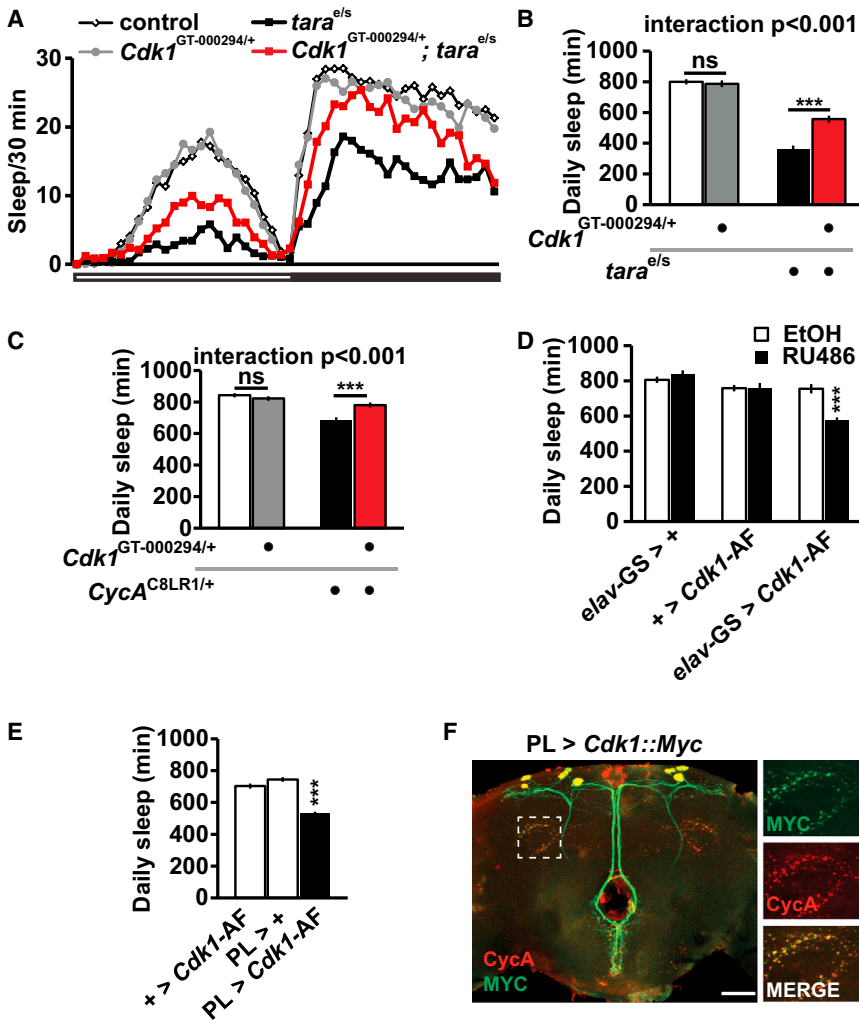 A
control
tara e/s
Cdk1 GT-000294/+
Cdk1 GT-000294/+ ; tara e/s
Sleep/30 min
30
20
10
0
B
interaction p<0.001
ns
***
Daily sleep (min)
1000
800
600
400
200
0
Cdk1 GT-000294/+
tara e/s
C
interaction p<0.001
ns
***
Daily sleep (min)
1000
800
600
400
200
0
Cdk1 GT-000294/+
CycA C8LR1/+
D
EtOH
RU486
***
Daily sleep (min)
1000
800
600
400
200
0
elav-GS > +
+ > Cdk1-AF
elav-GS > Cdk1-AF
E
***
Daily sleep (min)
1000
800
600
400
200
0
+ > Cdk1-AF
PL > +
PL > Cdk1-AF
F
PL > Cdk1::Myc
CycA
MYC
MYC
CycA
MERGE